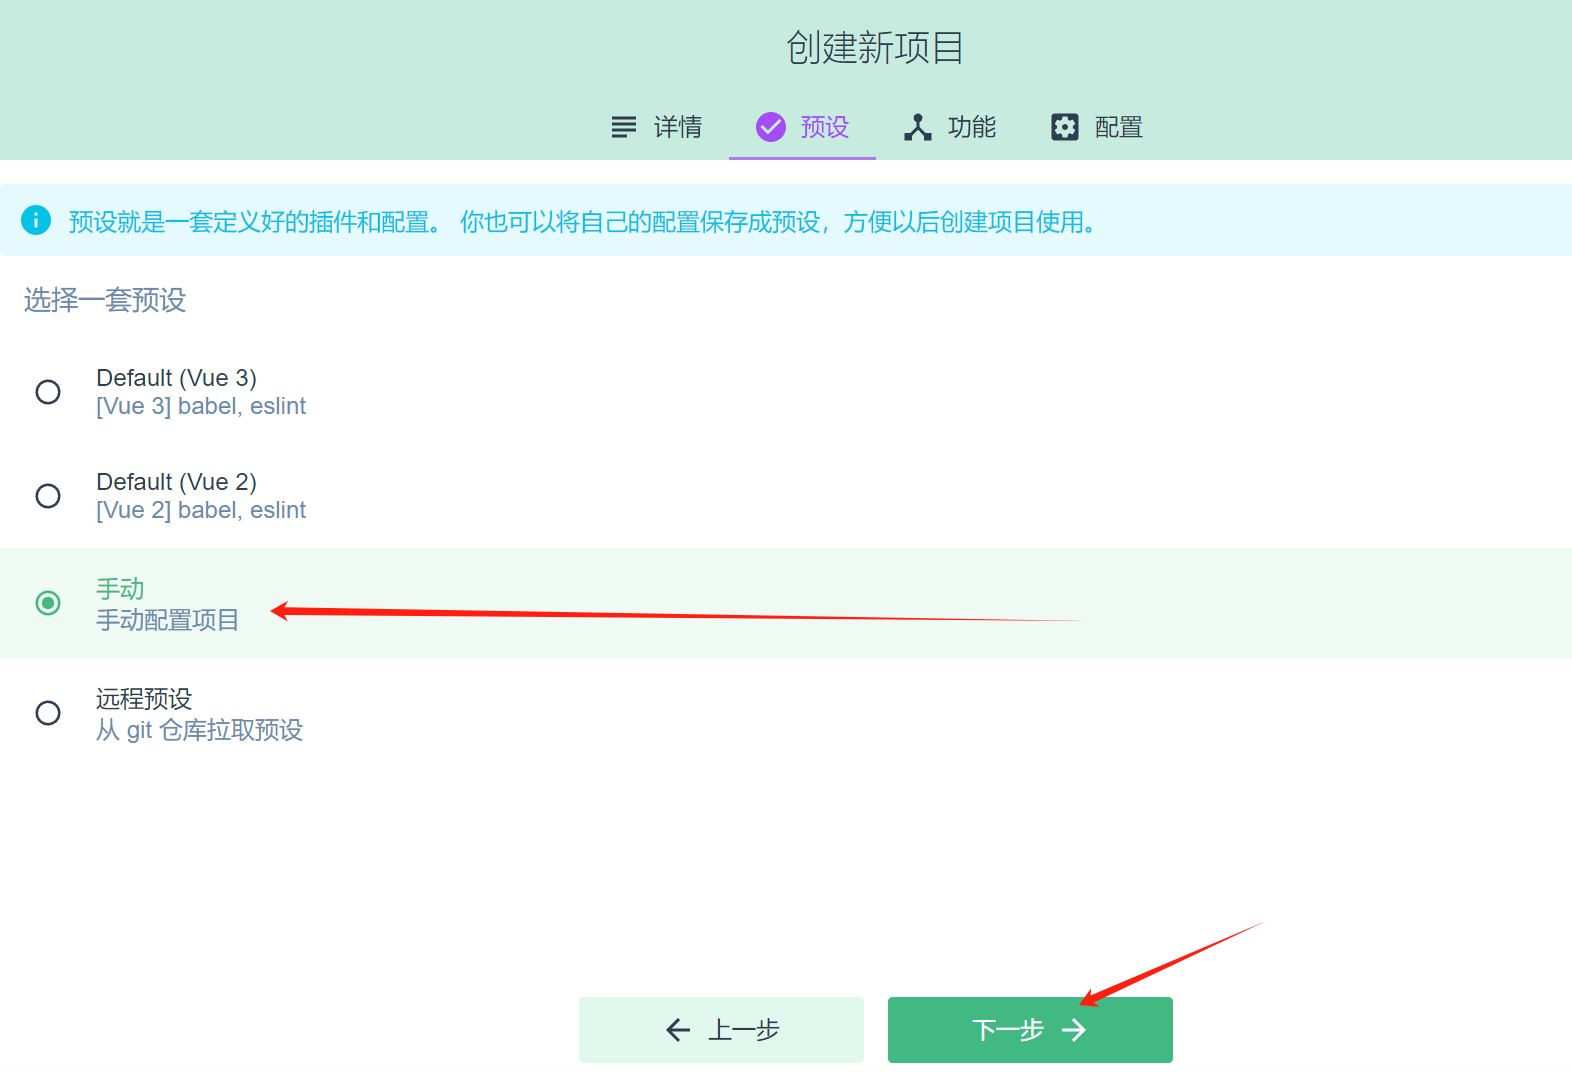 创建新项目
详情 预设 功能 配置
预设就是一套定义好的插件和配置。 你也可以将自己的配置保存成预设，方便以后创建项目使用。
选择一套预设
Default (Vue 3)
[Vue 3] babel, eslint
Default (Vue 2)
[Vue 2] babel, eslint
手动
手动配置项目
远程预设
从 git 仓库拉取预设
上一步 下一步